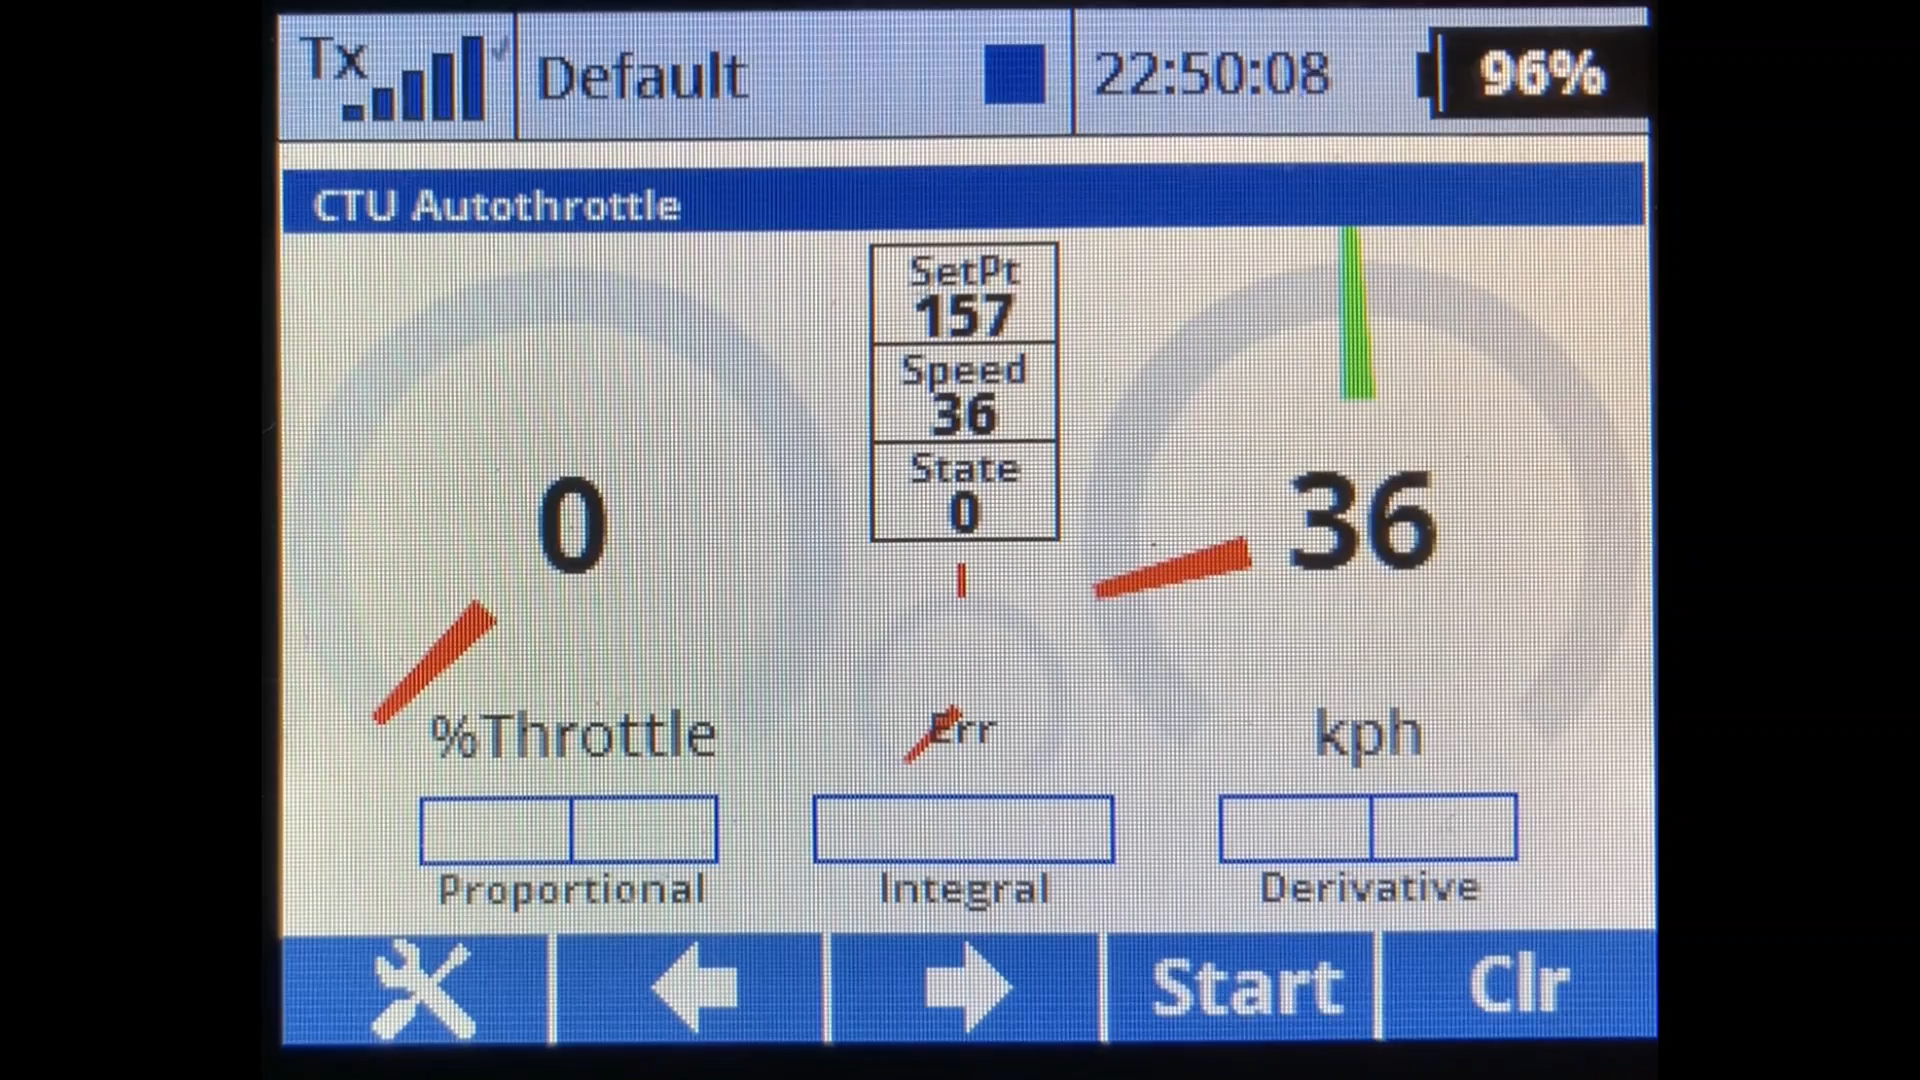 Tx
Default
22:50:08
96%
CTU Autothrottle
SetPt
157
Speed
36
State
0
0
36
%Throttle
Err
kph
Proportional
Integral
Derivative
Start
Clr